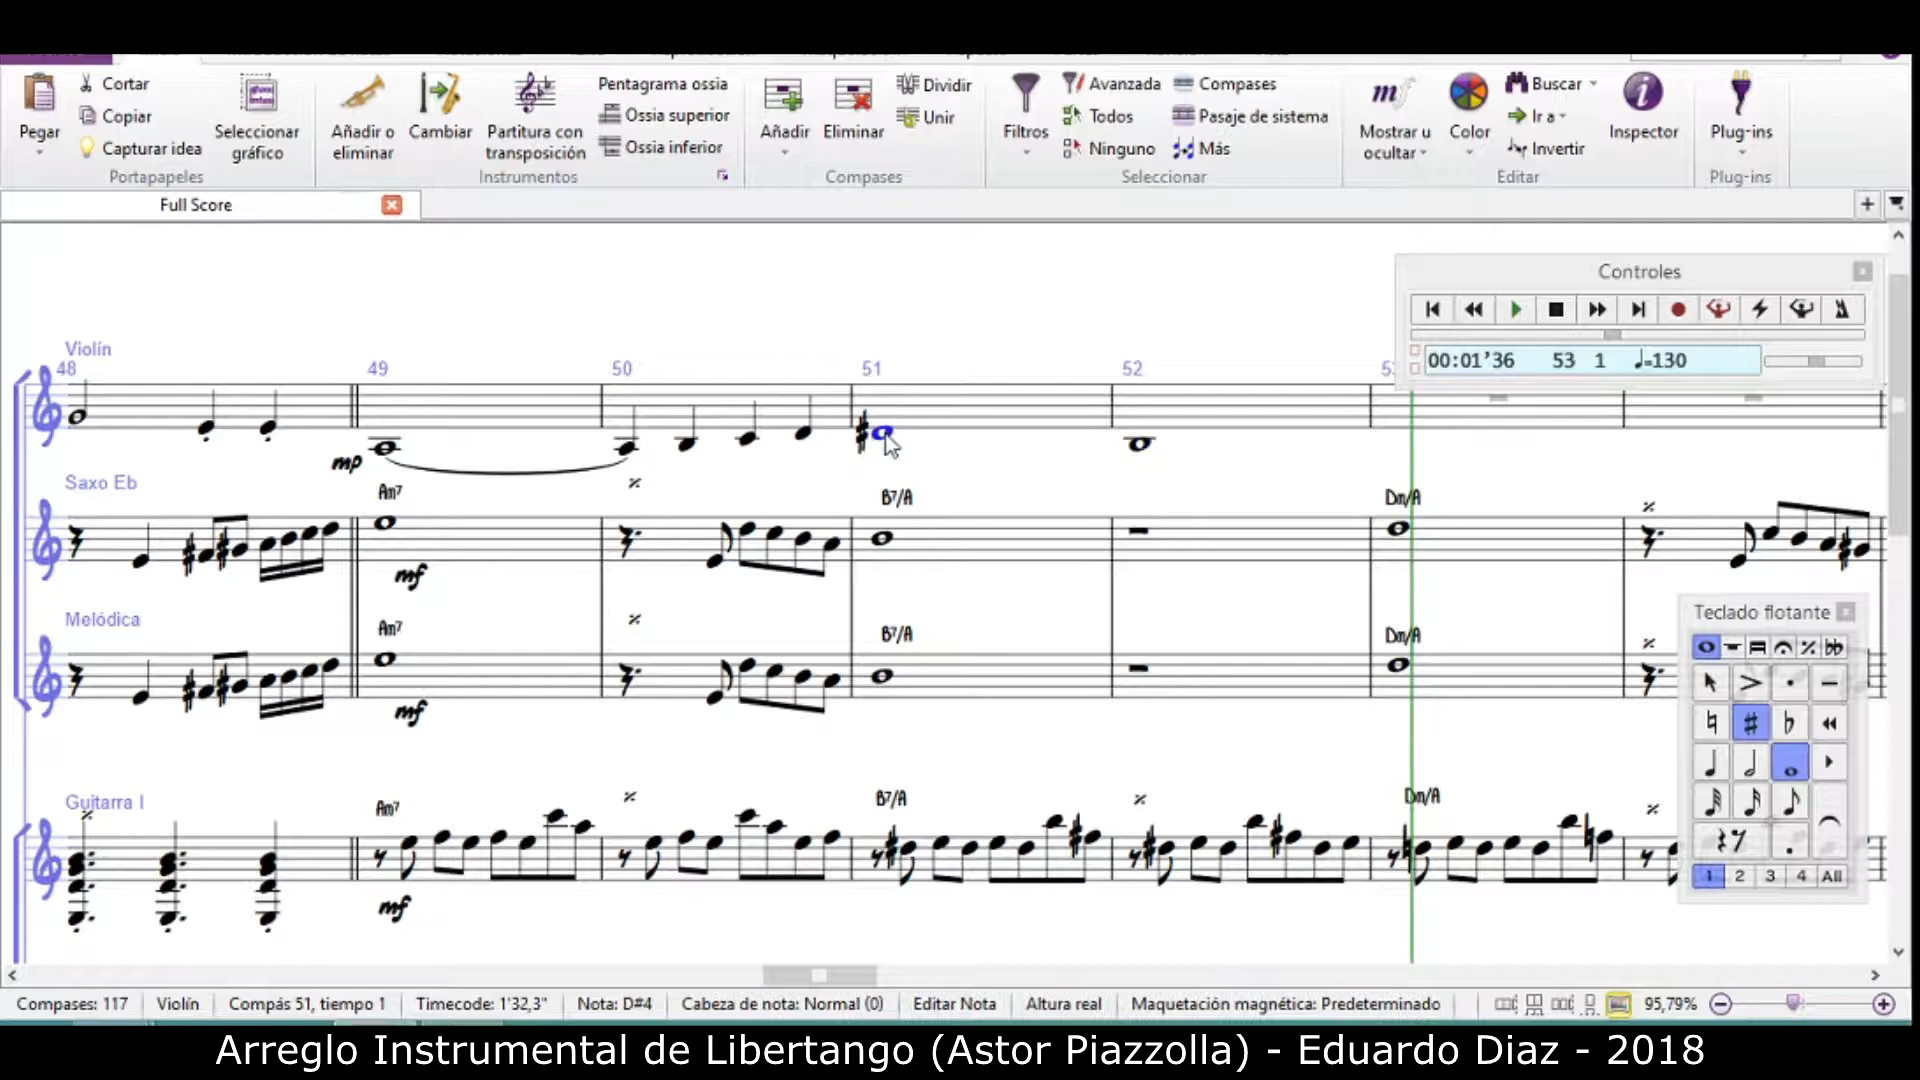 Pegar
Cortar
Copiar
Capturar idea
Seleccionar gráfico
Portapapeles
Añadir o eliminar
Cambiar
Partitura con transposición
Pentagrama ossia
Ossia superior
Ossia inferior
Instrumentos
Añadir
Eliminar
Dividir
Unir
Compases
Filtros
Avanzada
Todos
Ninguno
Compases
Pasaje de sistema
Más
Seleccionar
Mostrar u ocultar
Color
Buscar
Ir a
Invertir
Editar
Inspector
Plug-ins
Plug-ins
Full Score
Controles
00:01'36 53 1 ♩=130
Violín
48 49 50 51 52
mp
Saxo Eb
Am7 B7/A Dm/A
mf
Melódica
Am7 B7/A Dm/A
mf
Guitarra I
Am7 B7/A Dm/A
mf
Teclado flotante
1 2 3 4 All
Compases: 117 Violín Compás 51, tiempo 1 Timecode: 1'32,3" Nota: D#4 Cabeza de nota: Normal (0) Editar Nota Altura real Maquetación magnética: Predeterminado 95,79%
Arreglo Instrumental de Libertango (Astor Piazzolla) - Eduardo Diaz - 2018